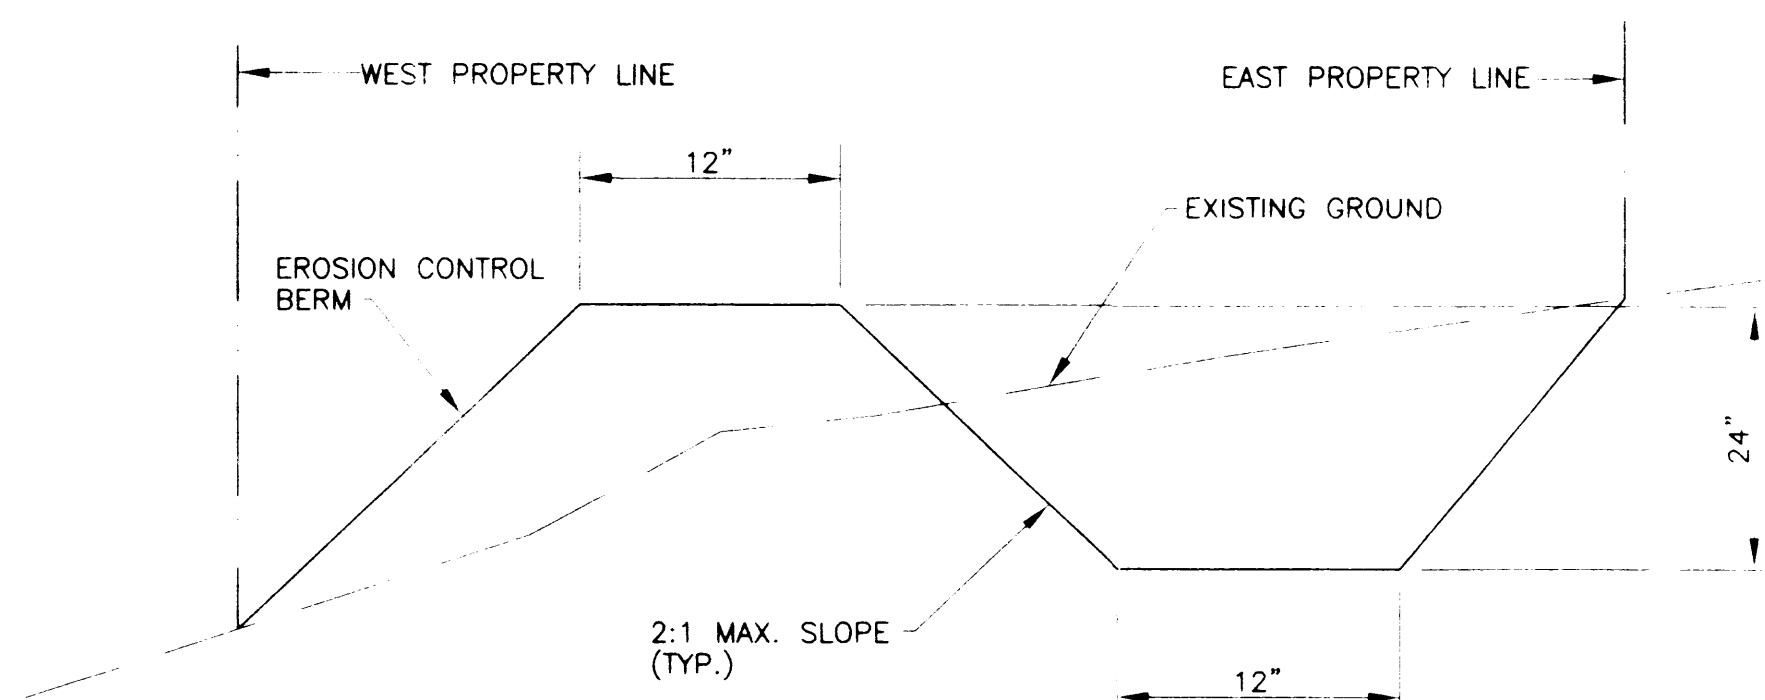 WEST PROPERTY LINE
EAST PROPERTY LINE
12"
EXISTING GROUND
EROSION CONTROL
BERM
24"
2:1 MAX. SLOPE
(TYP.)
12"